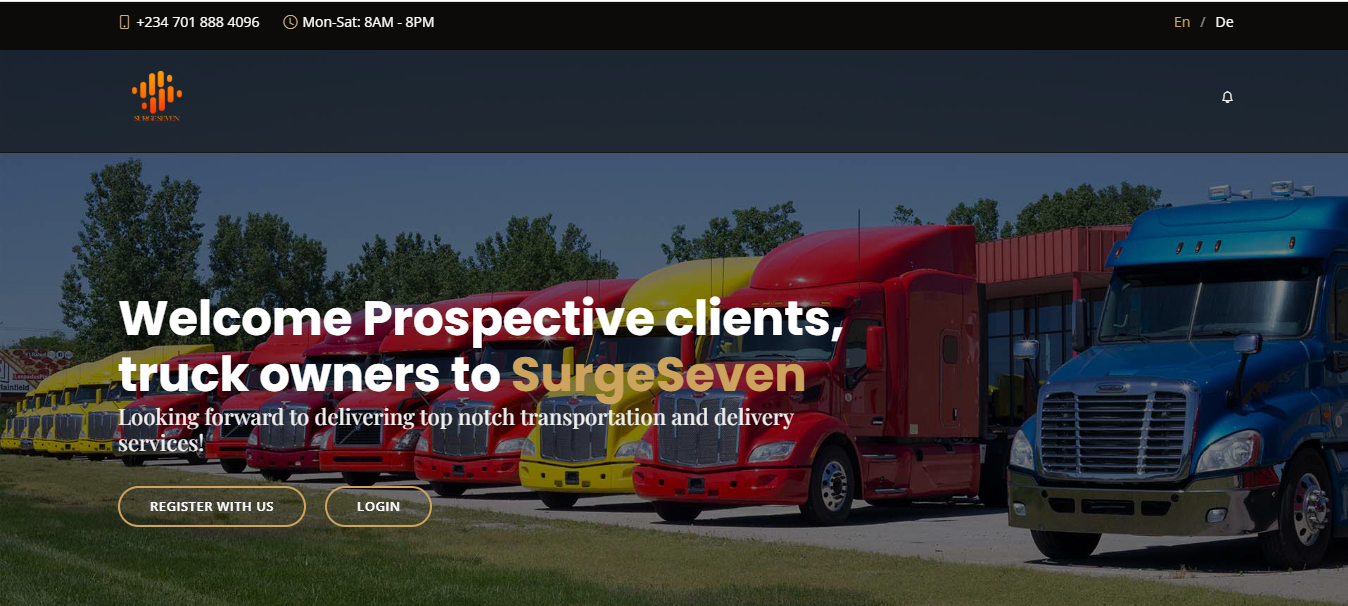 +234 701 888 4096 Mon-Sat: 8AM - 8PM En / De
SURGESEVEN
Welcome Prospective clients,
truck owners to SurgeSeven
Looking forward to delivering top notch transportation and delivery
services!
REGISTER WITH US LOGIN